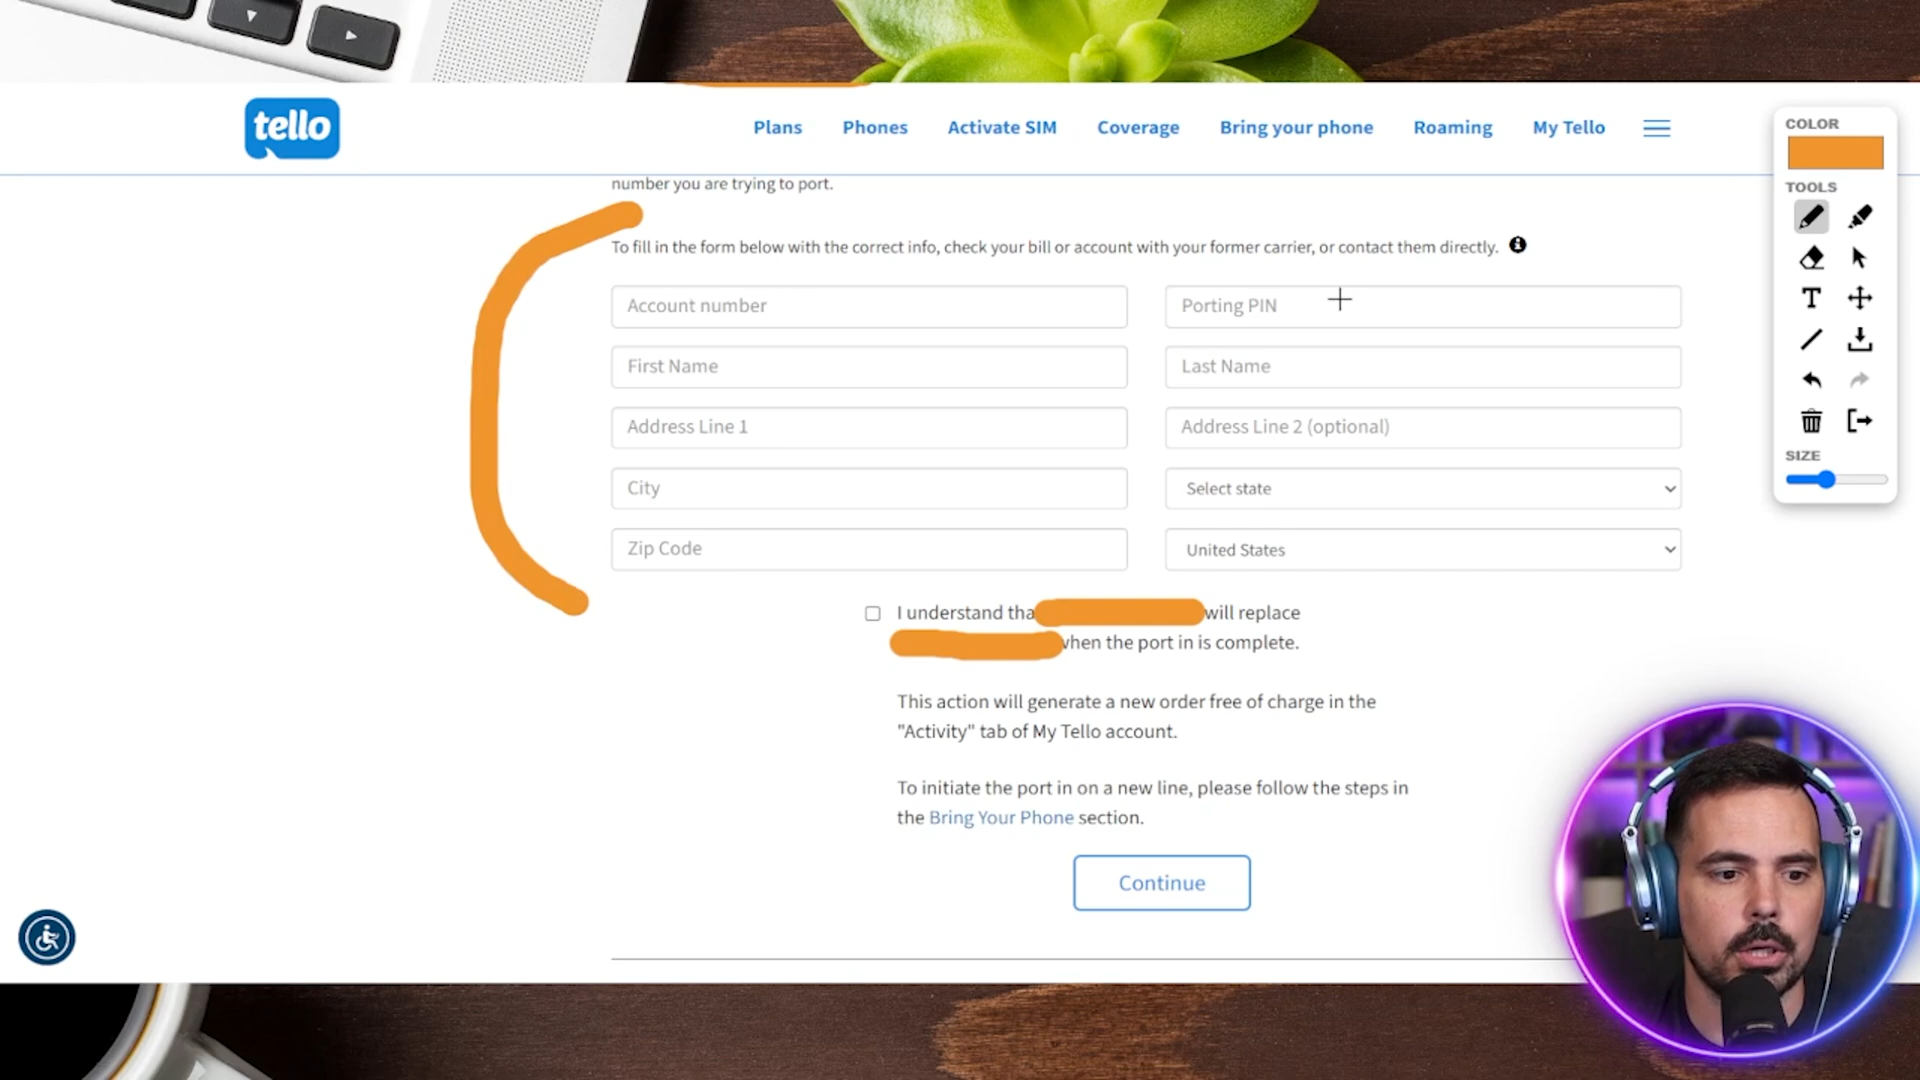 tello
Plans
Phones
Activate SIM
Coverage
Bring your phone
Roaming
My Tello
COLOR
TOOLS
SIZE
number you are trying to port.
To fill in the form below with the correct info, check your bill or account with your former carrier, or contact them directly.
Account number
Porting PIN
First Name
Last Name
Address Line 1
Address Line 2 (optional)
City
Select state
Zip Code
United States
I understand tha will replace
when the port in is complete.
This action will generate a new order free of charge in the
"Activity" tab of My Tello account.
To initiate the port in on a new line, please follow the steps in
the Bring Your Phone section.
Continue